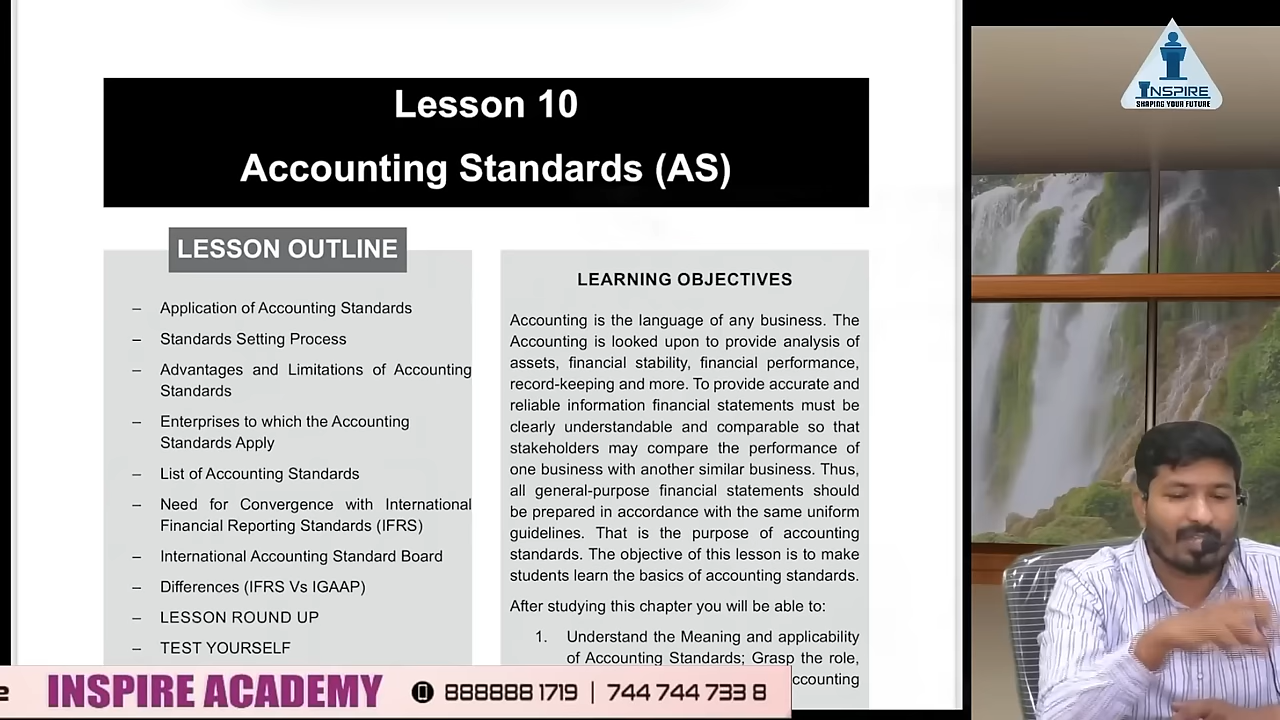 Lesson 10
Accounting Standards (AS)
LESSON OUTLINE
– Application of Accounting Standards
– Standards Setting Process
– Advantages and Limitations of Accounting
Standards
– Enterprises to which the Accounting
Standards Apply
– List of Accounting Standards
– Need for Convergence with International
Financial Reporting Standards (IFRS)
– International Accounting Standard Board
– Differences (IFRS Vs IGAAP)
– LESSON ROUND UP
– TEST YOURSELF
LEARNING OBJECTIVES
Accounting is the language of any business. The
Accounting is looked upon to provide analysis of
assets, financial stability, financial performance,
record-keeping and more. To provide accurate and
reliable information financial statements must be
clearly understandable and comparable so that
stakeholders may compare the performance of
one business with another similar business. Thus,
all general-purpose financial statements should
be prepared in accordance with the same uniform
guidelines. That is the purpose of accounting
standards. The objective of this lesson is to make
students learn the basics of accounting standards.
After studying this chapter you will be able to:
1. Understand the Meaning and applicability
of Accounting Standards: Grasp the role,
ccounting
INSPIRE
SHAPING YOUR FUTURE
e INSPIRE ACADEMY 888888 1719 | 744 744 733 8